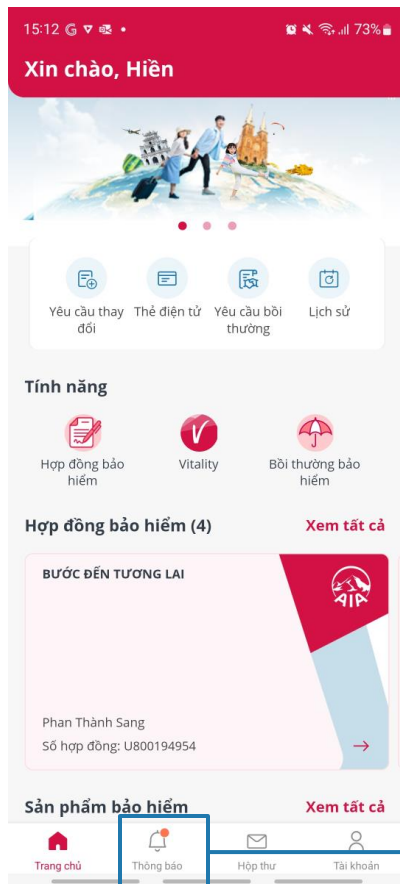 15:12 G
73%
Xin chào, Hiền
Yêu cầu thay đổi
Thẻ điện tử
Yêu cầu bồi thường
Lịch sử
Tính năng
Hợp đồng bảo hiểm
Vitality
Bồi thường bảo hiểm
Hợp đồng bảo hiểm (4)
Xem tất cả
BƯỚC ĐẾN TƯƠNG LAI
AIA
Phan Thành Sang
Số hợp đồng: U800194954
Sản phẩm bảo hiểm
Xem tất cả
Trang chủ
Thông báo
Hộp thư
Tài khoản